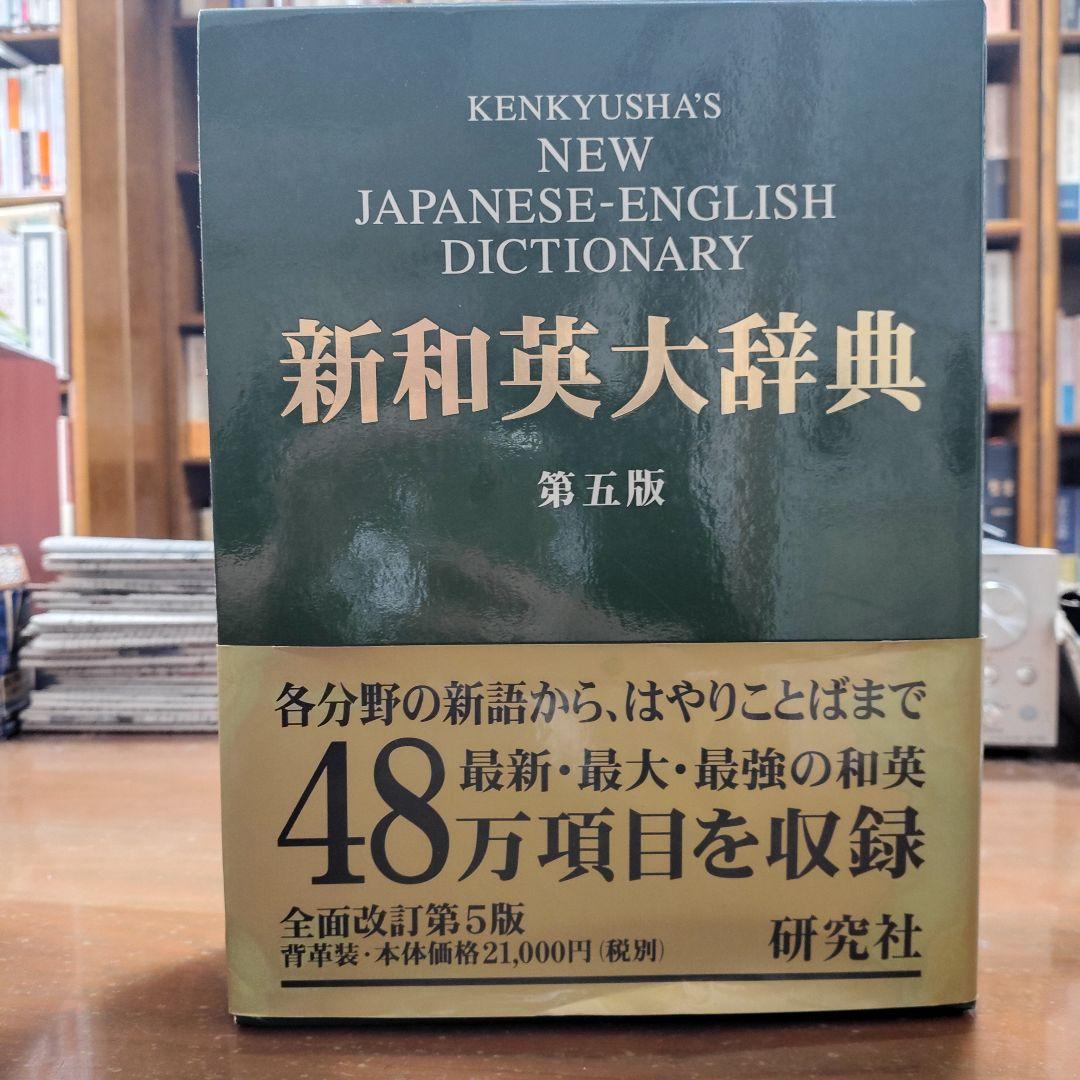 KENKYUSHA'S
NEW
JAPANESE-ENGLISH
DICTIONARY
新和英大辞典
第五版
各分野の新語から、はやりことばまで
最新・最大・最強の和英
48万項目を収録
全面改訂第5版
背革装・本体価格21,000円（税別）
研究社